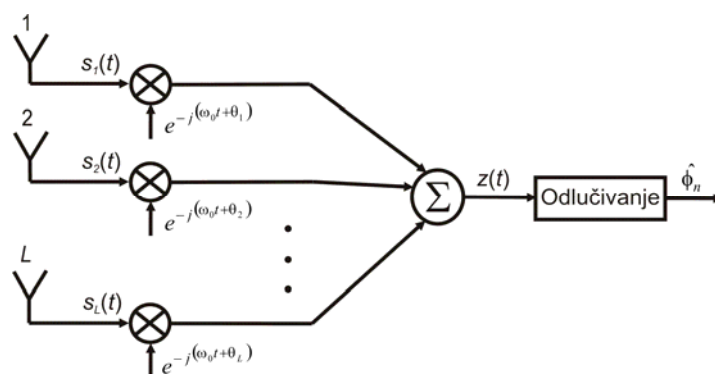 1
s₁(t)
e^{-j(ω₀t+θ₁)}
2
s₂(t)
e^{-j(ω₀t+θ₂)}
Σ
z(t)
Odlučivanje
ϕ̂ₙ
L
s_L(t)
e^{-j(ω₀t+θ_L)}